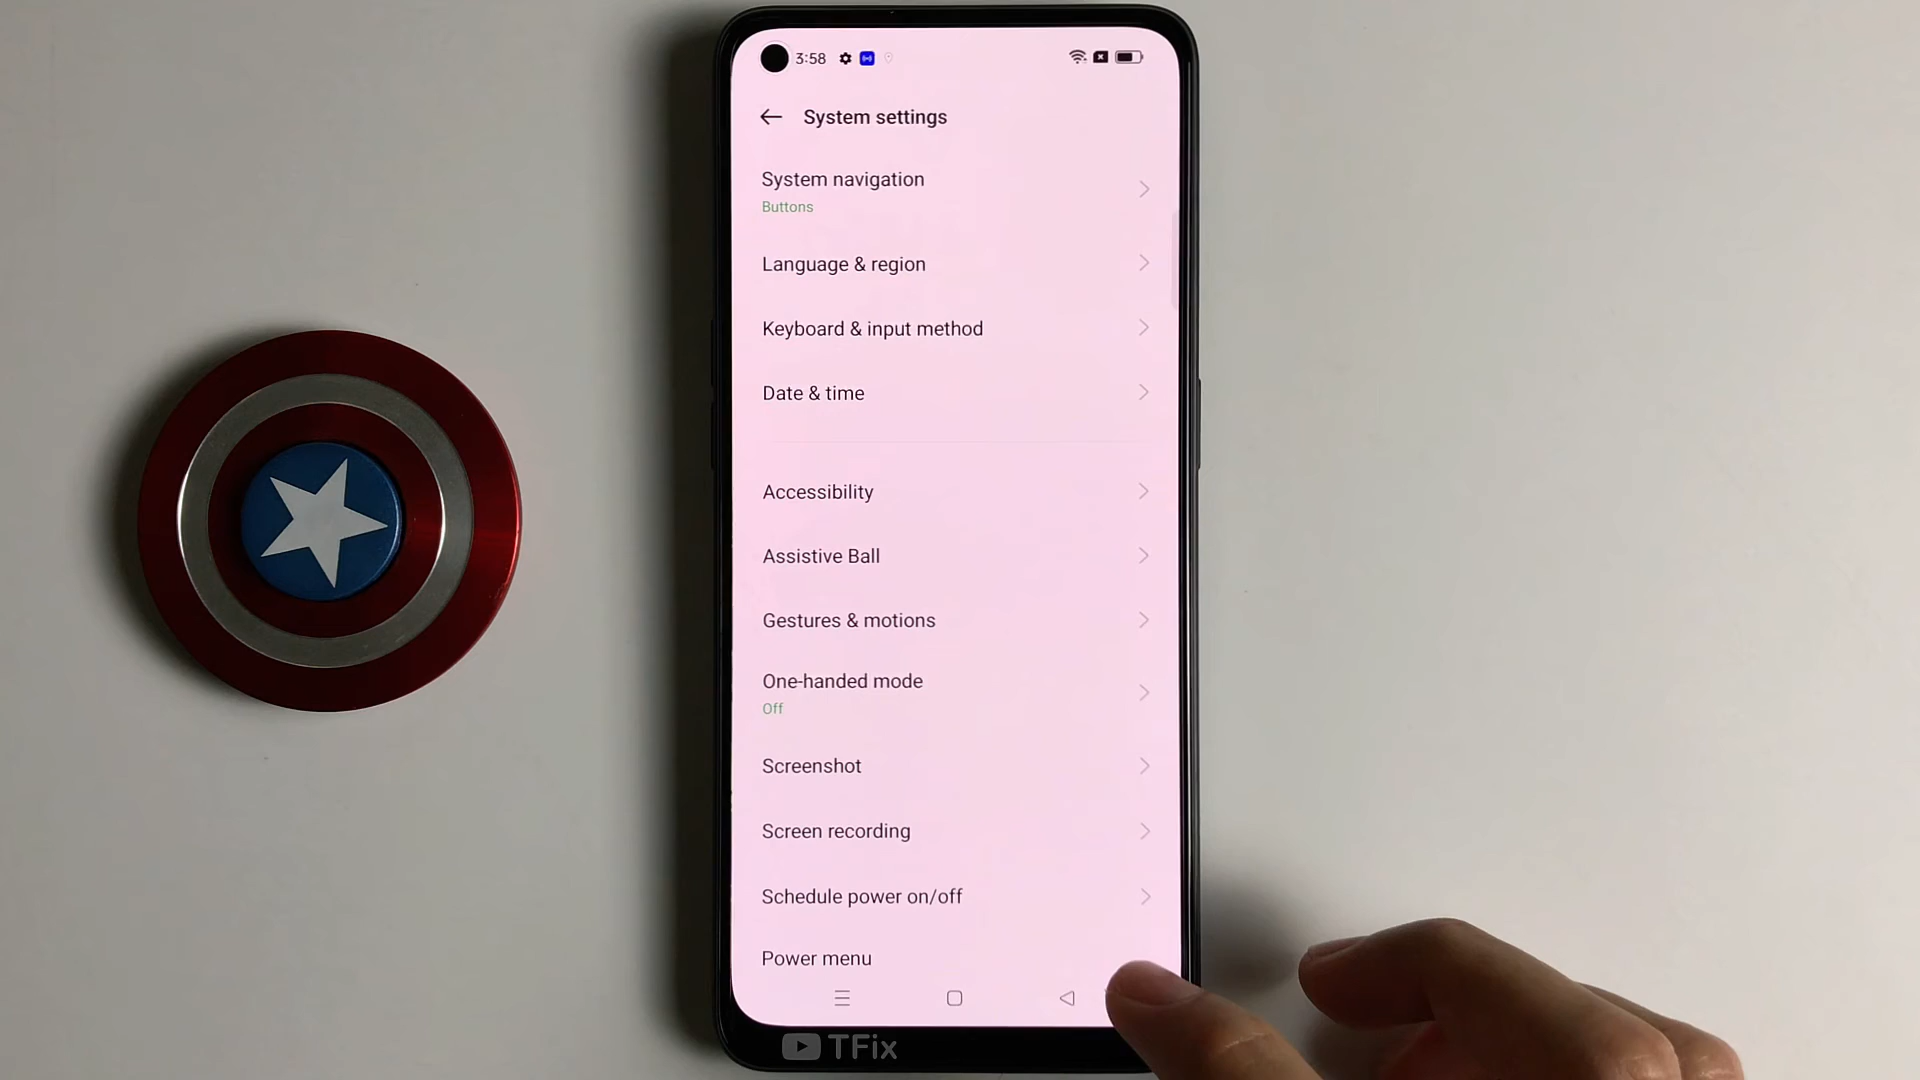 3:58
System settings
System navigation
Buttons
Language & region
Keyboard & input method
Date & time
Accessibility
Assistive Ball
Gestures & motions
One-handed mode
Off
Screenshot
Screen recording
Schedule power on/off
Power menu
TFix